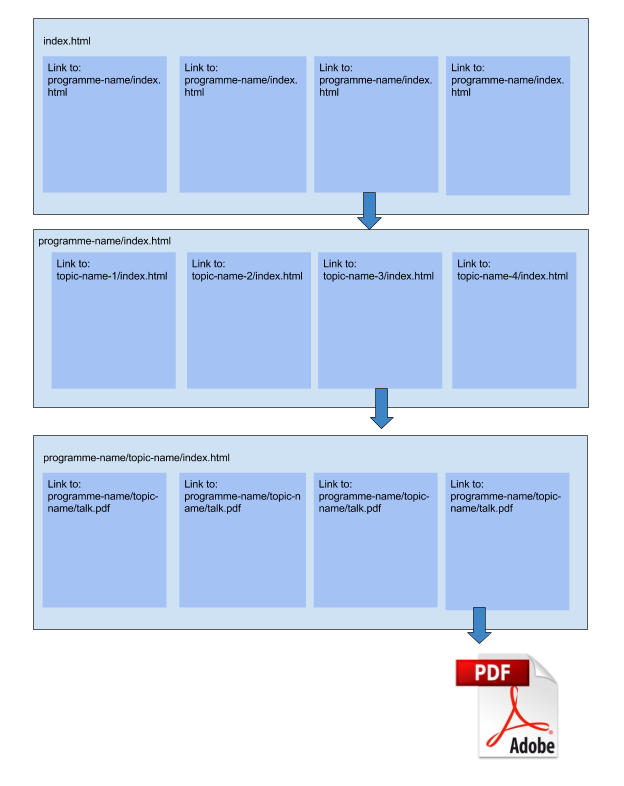 index.html
Link to:
programme-name/index.
html
Link to:
programme-name/index.
html
Link to:
programme-name/index.
html
Link to:
programme-name/index.
html
programme-name/index.html
Link to:
topic-name-1/index.html
Link to:
topic-name-2/index.html
Link to:
topic-name-3/index.html
Link to:
topic-name-4/index.html
programme-name/topic-name/index.html
Link to:
programme-name/topic-
name/talk.pdf
Link to:
programme-name/topic-n
ame/talk.pdf
Link to:
programme-name/topic-
name/talk.pdf
Link to:
programme-name/topic-
name/talk.pdf
PDF
Adobe